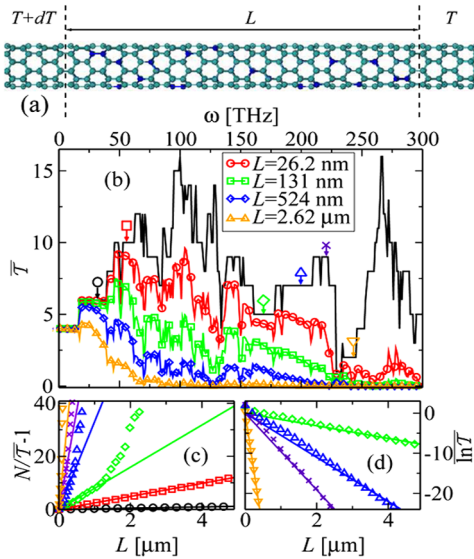 T+dT L T
(a)
ω [THz]
0 50 100 150 200 250 300
15
10
5
0
T̅
(b)
L=26.2 nm
L=131 nm
L=524 nm
L=2.62 μm
40
20
0
N/T̅-1
(c)
0 2 4
L [μm]
(d)
0
-10
-20
ln T̅
0 2 4
L [μm]